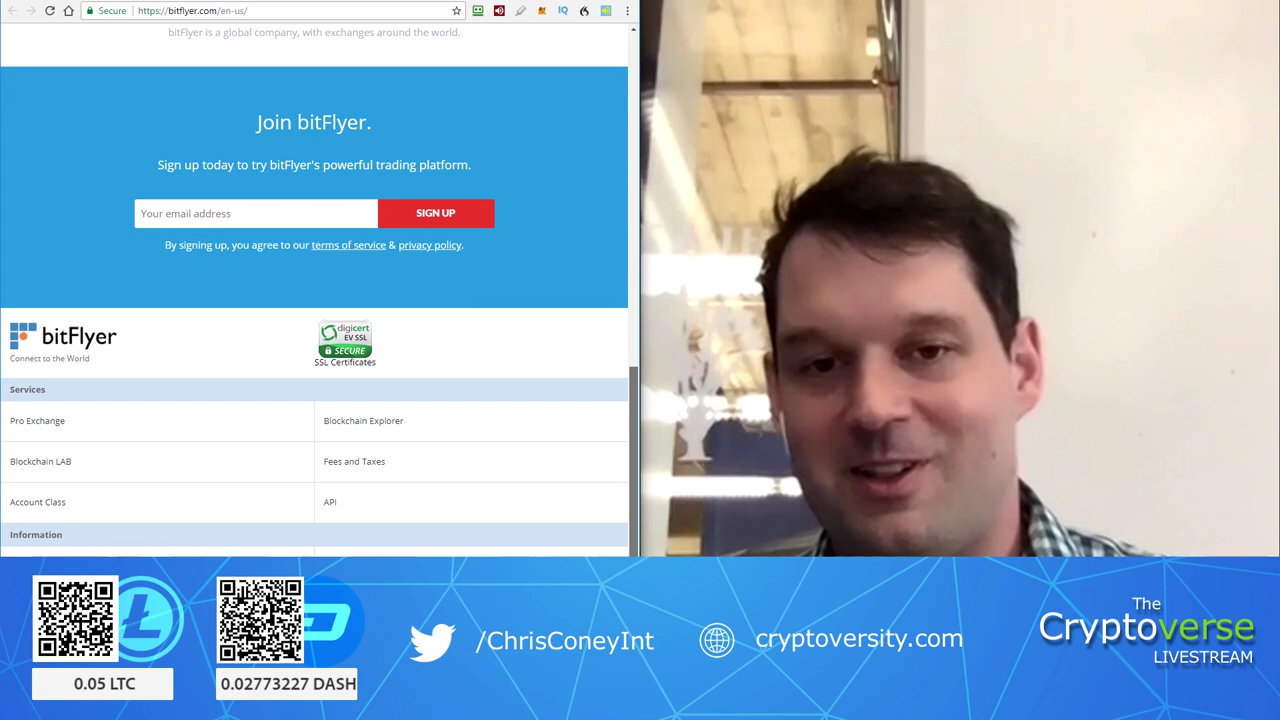 Secure
https://bitflyer.com/en-us/
IQ
bitFlyer is a global company, with exchanges around the world.
Join bitFlyer.
Sign up today to try bitFlyer's powerful trading platform.
Your email address
SIGN UP
By signing up, you agree to our terms of service & privacy policy.
bitFlyer
Connect to the World
digicert
EV SSL
SECURE
SSL Certificates
Services
Pro Exchange
Blockchain Explorer
Blockchain LAB
Fees and Taxes
Account Class
API
Information
0.05 LTC
0.02773227 DASH
/ChrisConeyInt
cryptoversity.com
The
Cryptoverse
LIVESTREAM